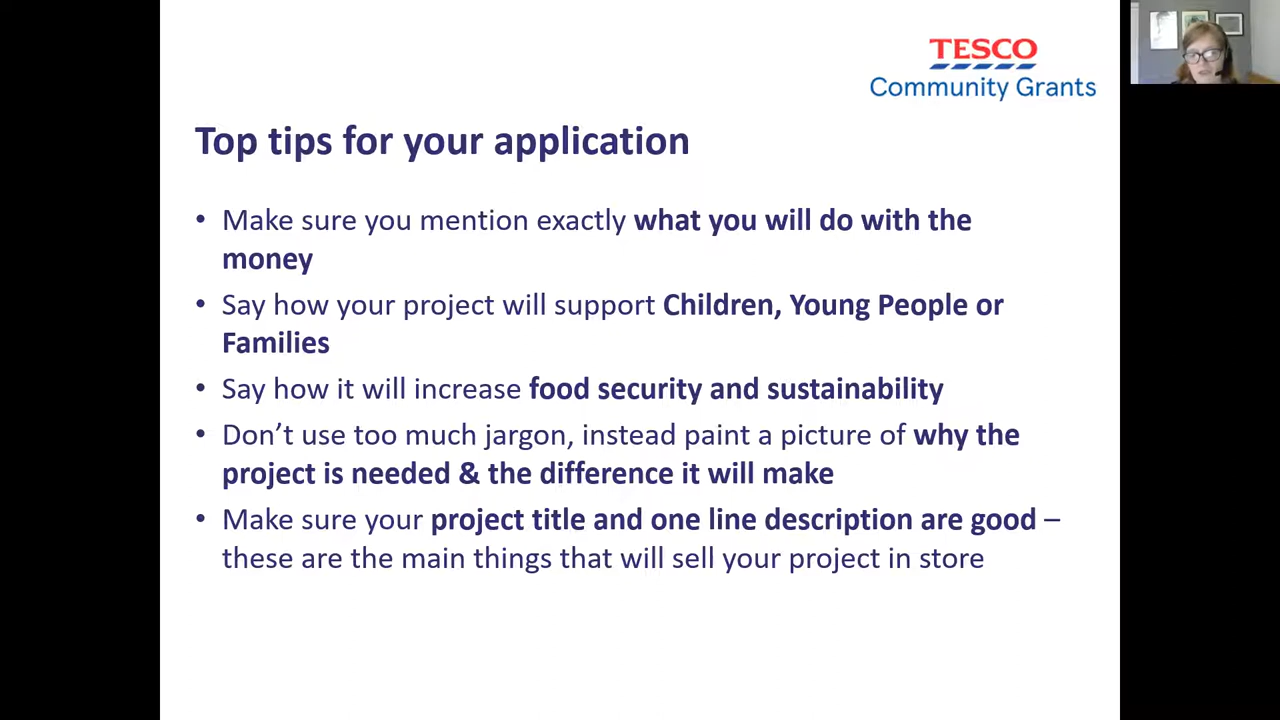 TESCO
Community Grants
Top tips for your application
• Make sure you mention exactly what you will do with the
money
• Say how your project will support Children, Young People or
Families
• Say how it will increase food security and sustainability
• Don’t use too much jargon, instead paint a picture of why the
project is needed & the difference it will make
• Make sure your project title and one line description are good –
these are the main things that will sell your project in store